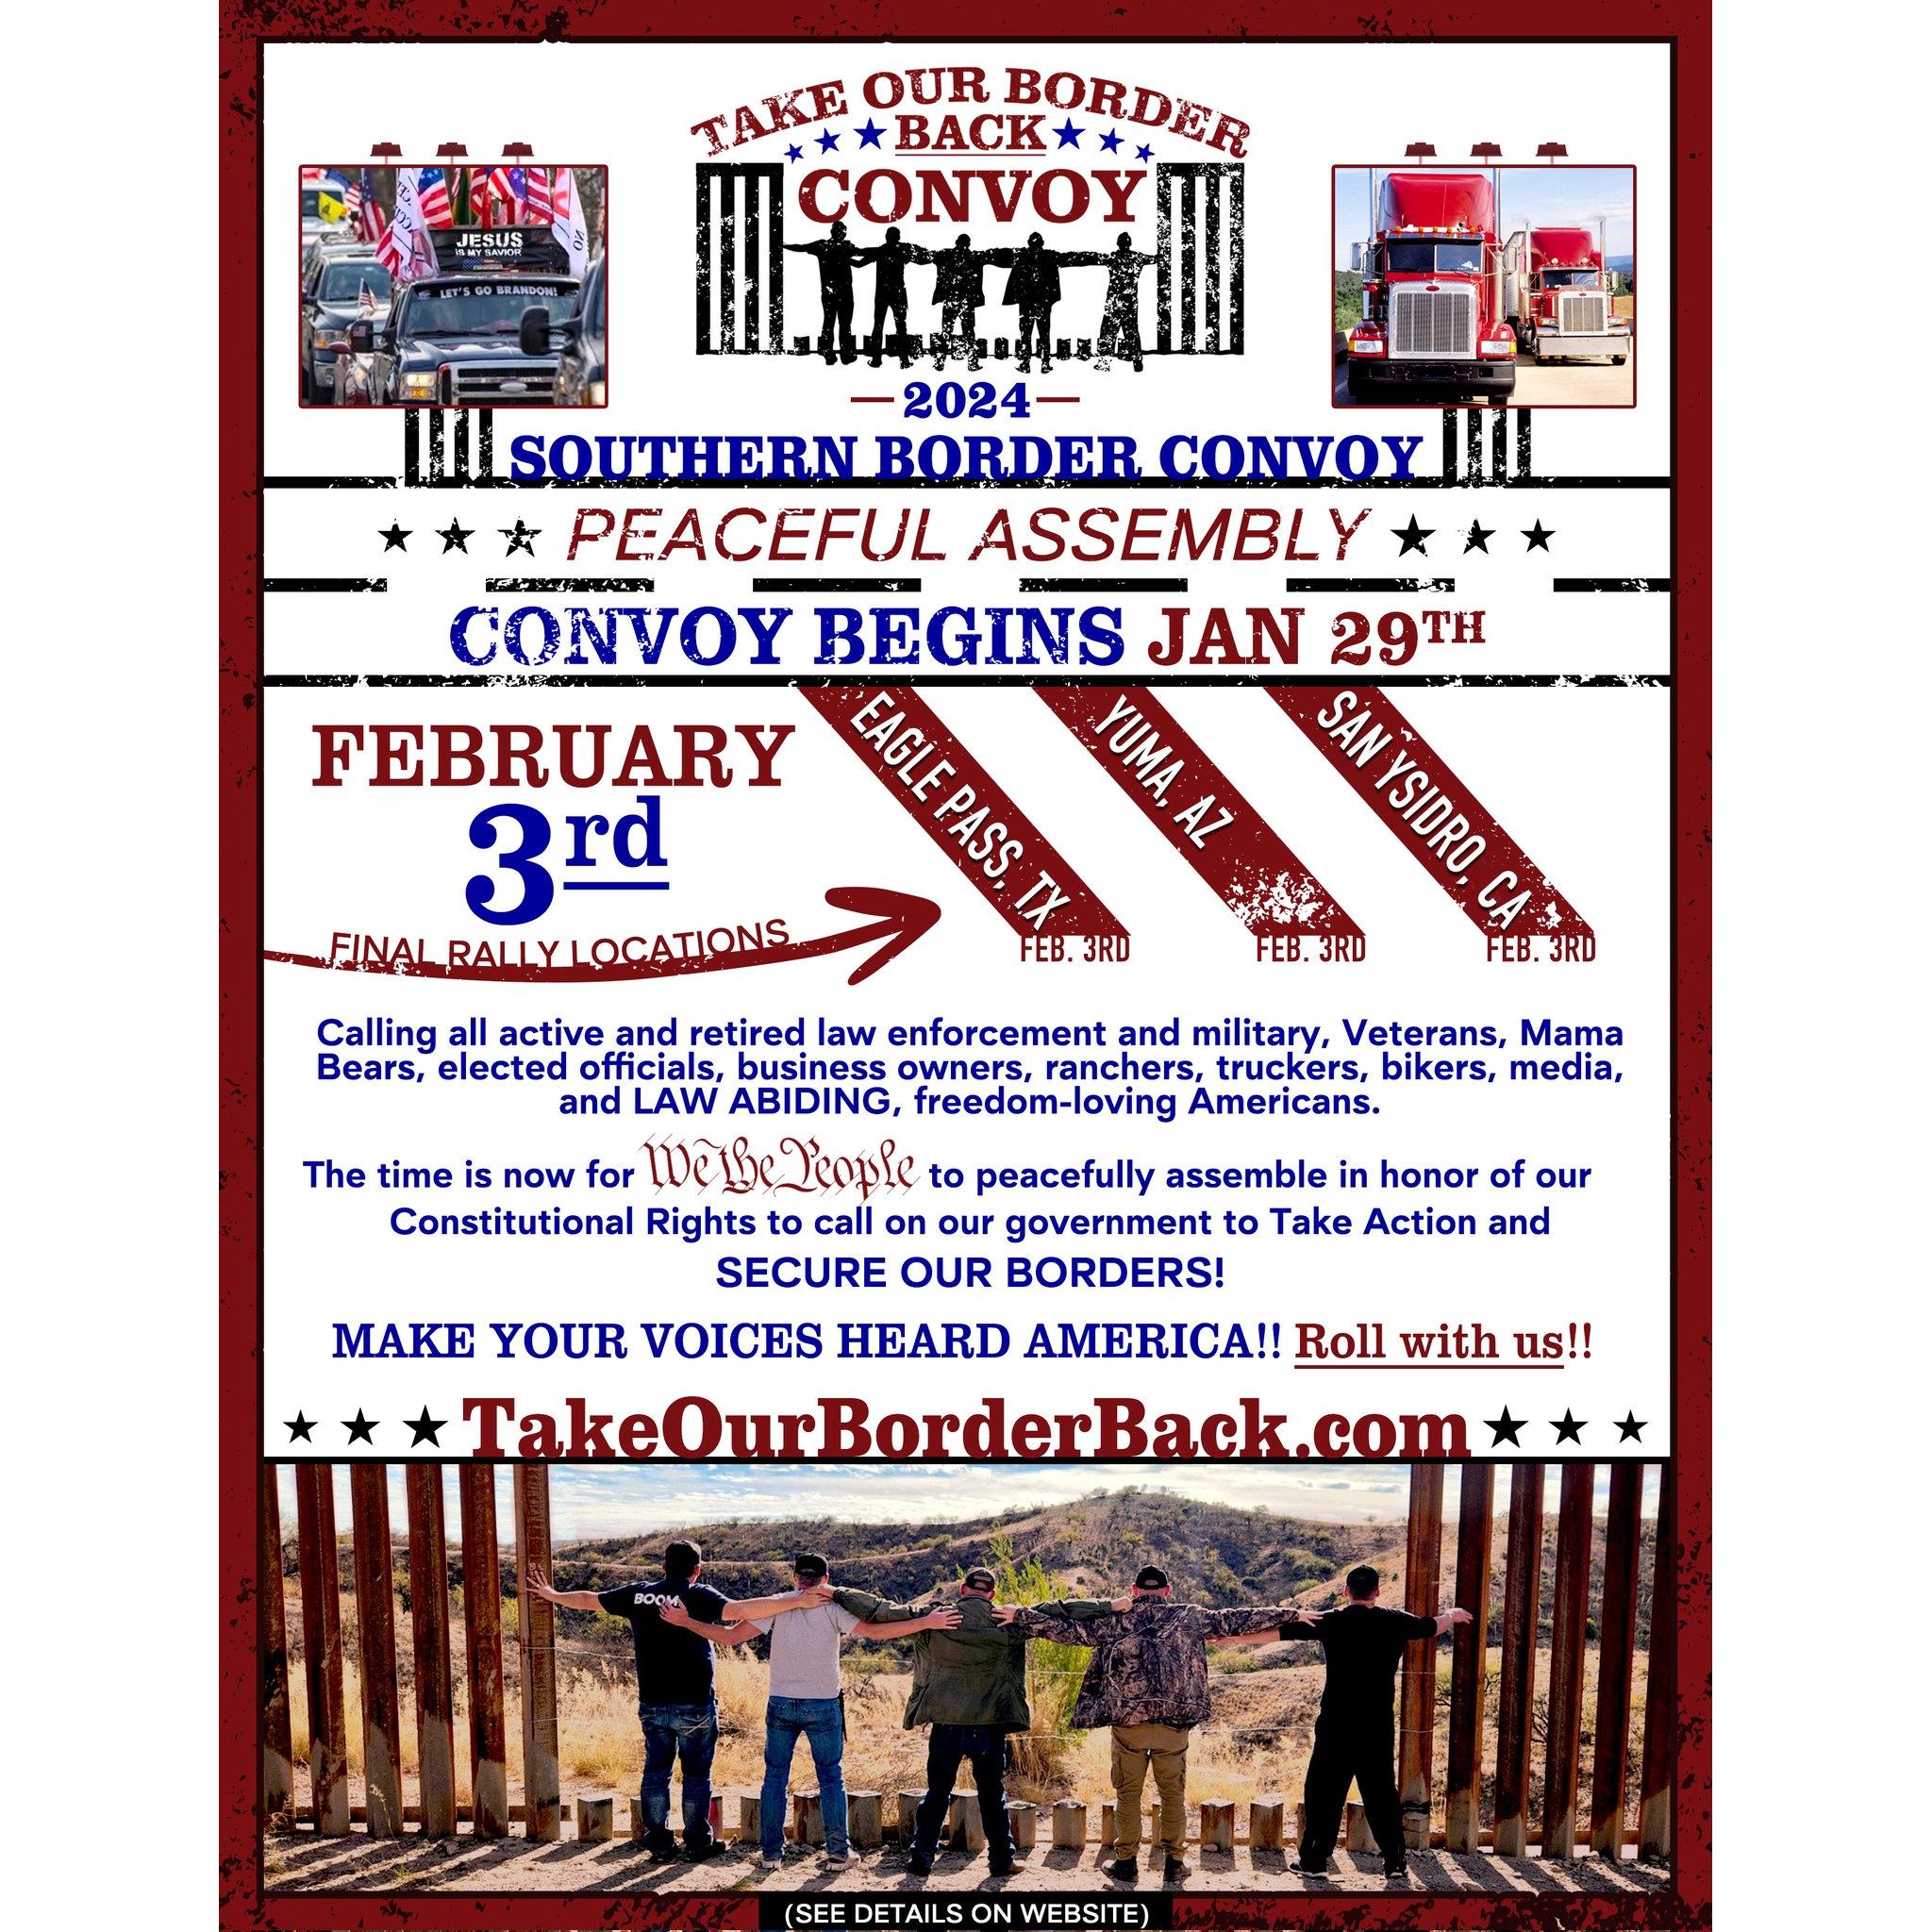 TAKE OUR BORDER
BACK
CONVOY
JESUS
IS MY SAVIOR
LET'S GO BRANDON!
NO
2024
SOUTHERN BORDER CONVOY
PEACEFUL ASSEMBLY
CONVOY BEGINS JAN 29TH
FEBRUARY
3rd
FINAL RALLY LOCATIONS
EAGLE PASS, TX
FEB. 3RD
YUMA, AZ
FEB. 3RD
SAN YSIDRO, CA
FEB. 3RD
Calling all active and retired law enforcement and military, Veterans, Mama
Bears, elected officials, business owners, ranchers, truckers, bikers, media,
and LAW ABIDING, freedom-loving Americans.
The time is now for We the People to peacefully assemble in honor of our
Constitutional Rights to call on our government to Take Action and
SECURE OUR BORDERS!
MAKE YOUR VOICES HEARD AMERICA!! Roll with us!!
TakeOurBorderBack.com
BOOM
(SEE DETAILS ON WEBSITE)